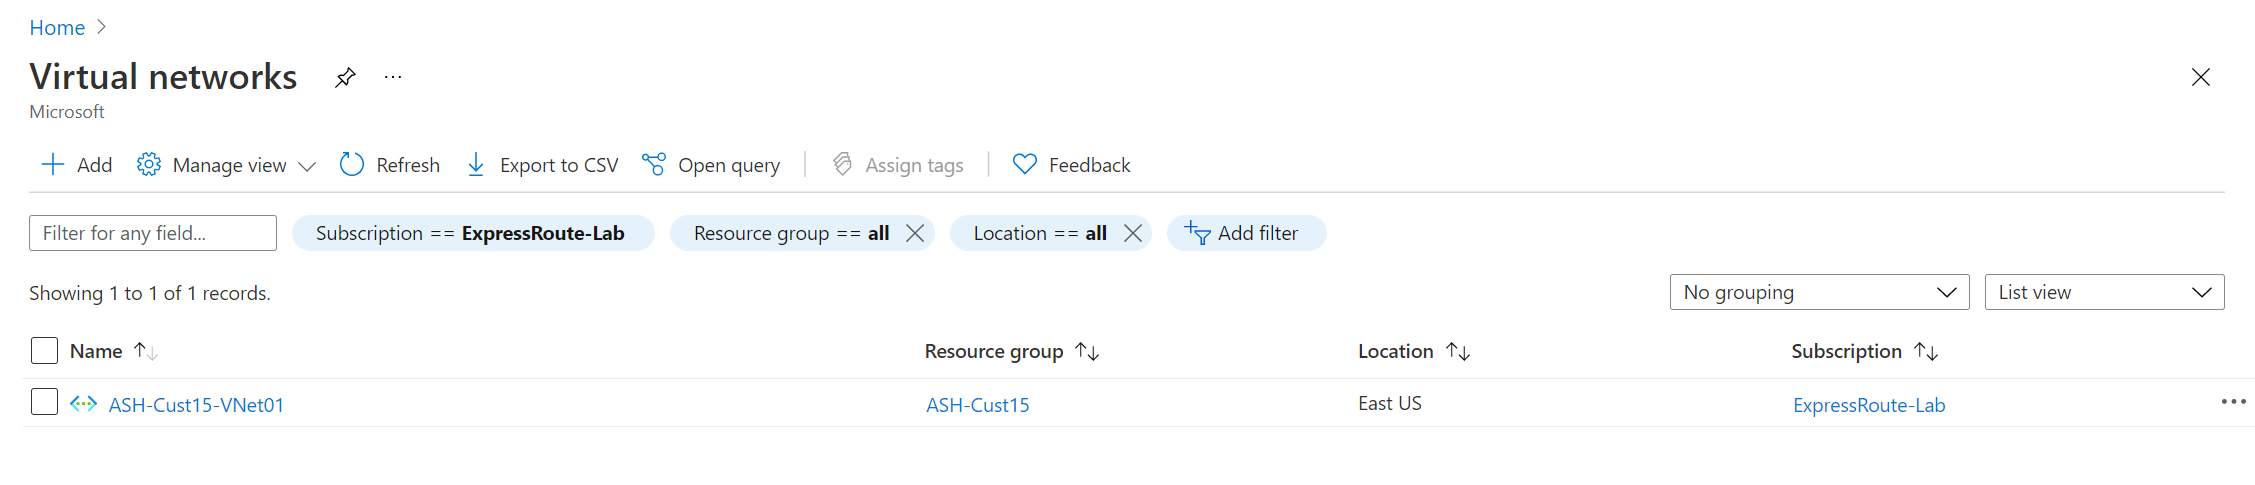 Home
Virtual networks
Microsoft
Add Manage view Refresh Export to CSV Open query Assign tags Feedback
Filter for any field... Subscription == ExpressRoute-Lab Resource group == all Location == all Add filter
Showing 1 to 1 of 1 records. No grouping List view
Name Resource group Location Subscription
ASH-Cust15-VNet01 ASH-Cust15 East US ExpressRoute-Lab